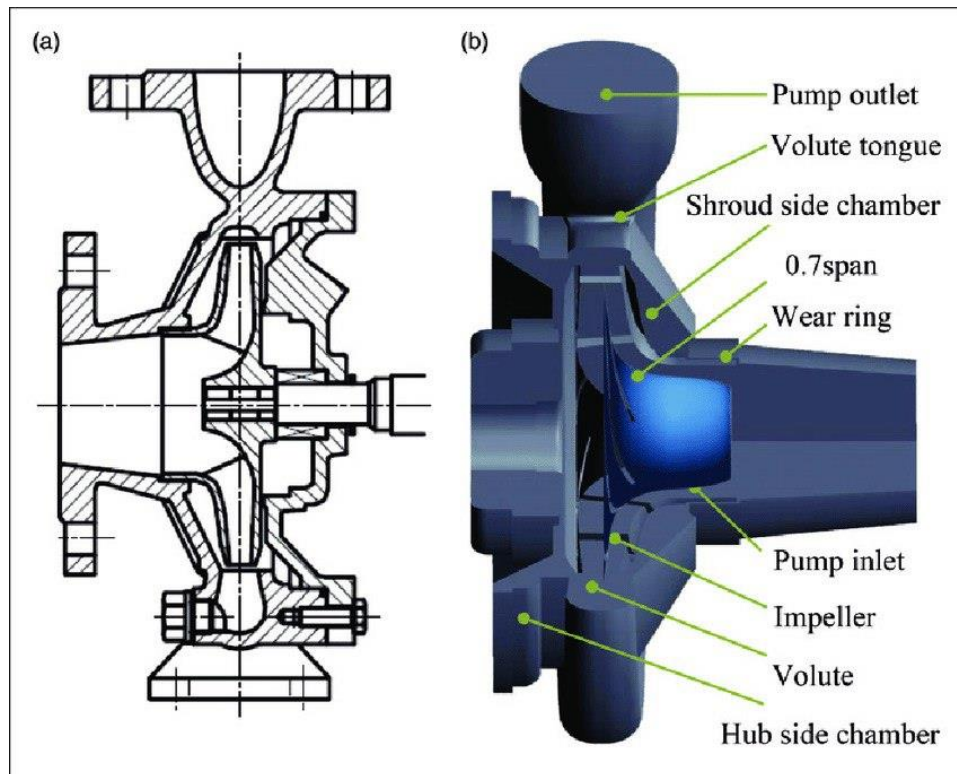 (a)
(b)
Pump outlet
Volute tongue
Shroud side chamber
0.7span
Wear ring
Pump inlet
Impeller
Volute
Hub side chamber